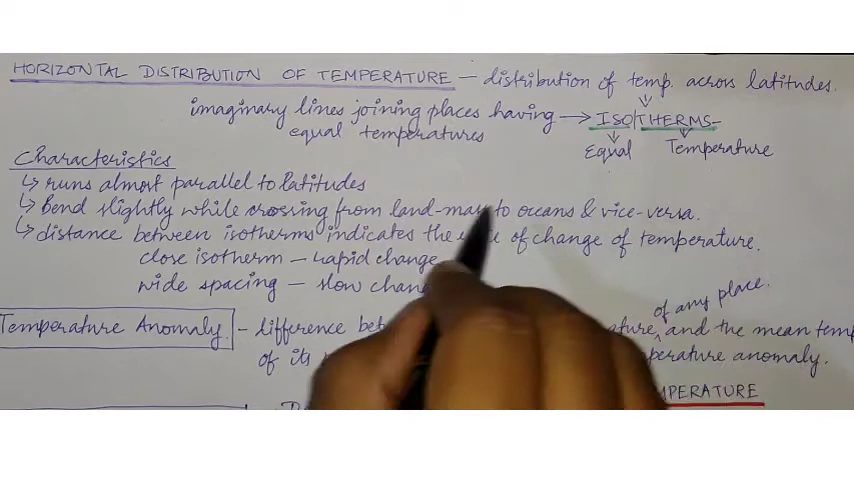 HORIZONTAL DISTRIBUTION OF TEMPERATURE — distribution of temp. across latitudes.
imaginary lines joining places having → ISOTHERMS-
equal temperatures
Equal Temperature
Characteristics
↳ runs almost parallel to latitudes
↳ Bend slightly while crossing from land-mass to oceans & vice-versa.
↳ distance between isotherms indicates the of change of temperature.
close isotherm — rapid change
wide spacing — slow
of any place.
Temperature Anomaly - difference and the mean temp
of its anomaly.